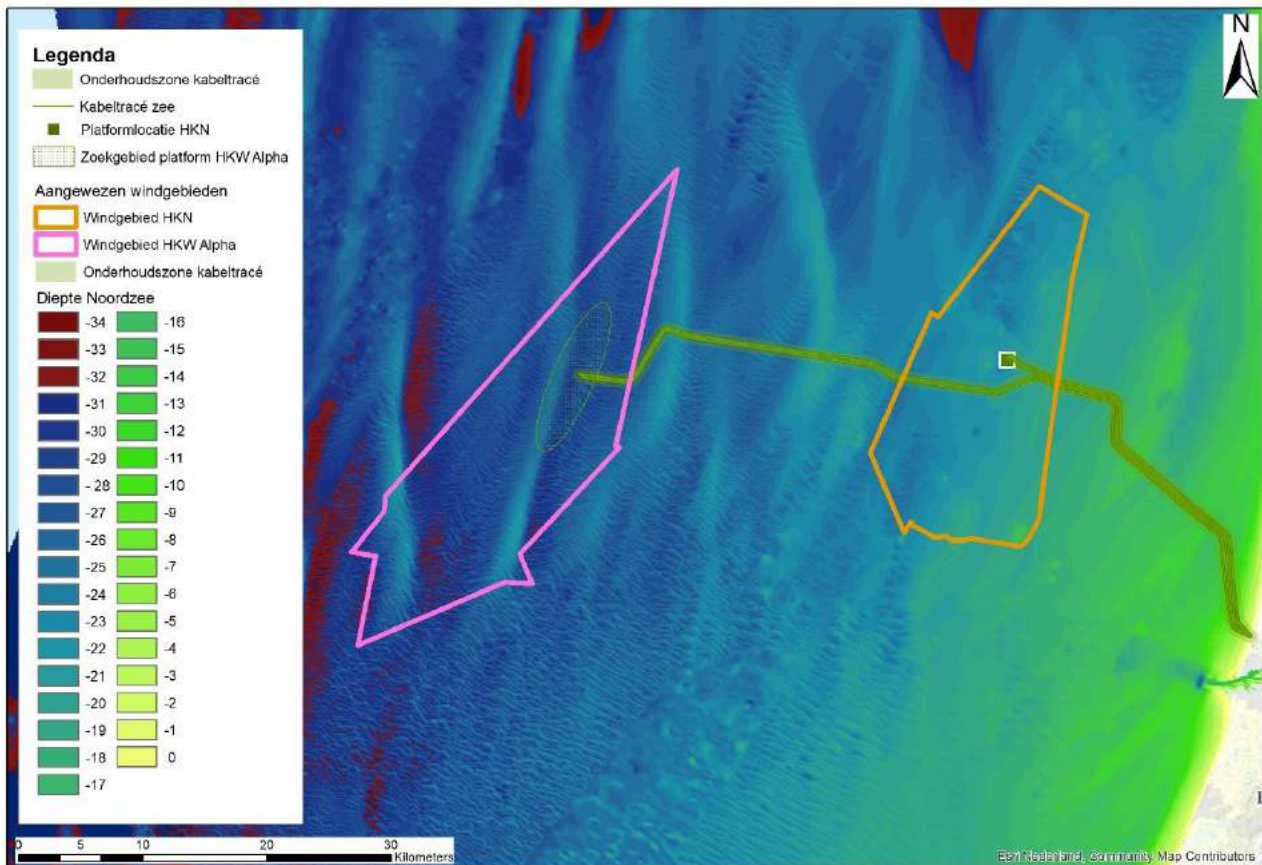 N
Legenda
Onderhoudszone kabeltracé
Kabeltracé zee
Platformlocatie HKN
Zoekgebied platform HKW Alpha
Aangewezen windgebieden
Windgebied HKN
Windgebied HKW Alpha
Onderhoudszone kabeltracé
Diepte Noordzee
-34 -16
-33 -15
-32 -14
-31 -13
-30 -12
-29 -11
-28 -10
-27 -9
-26 -8
-25 -7
-24 -6
-23 -5
-22 -4
-21 -3
-20 -2
-19 -1
-18 0
-17
0 5 10 20 30
Kilometers
Esri Nederland, Community Map Contributors